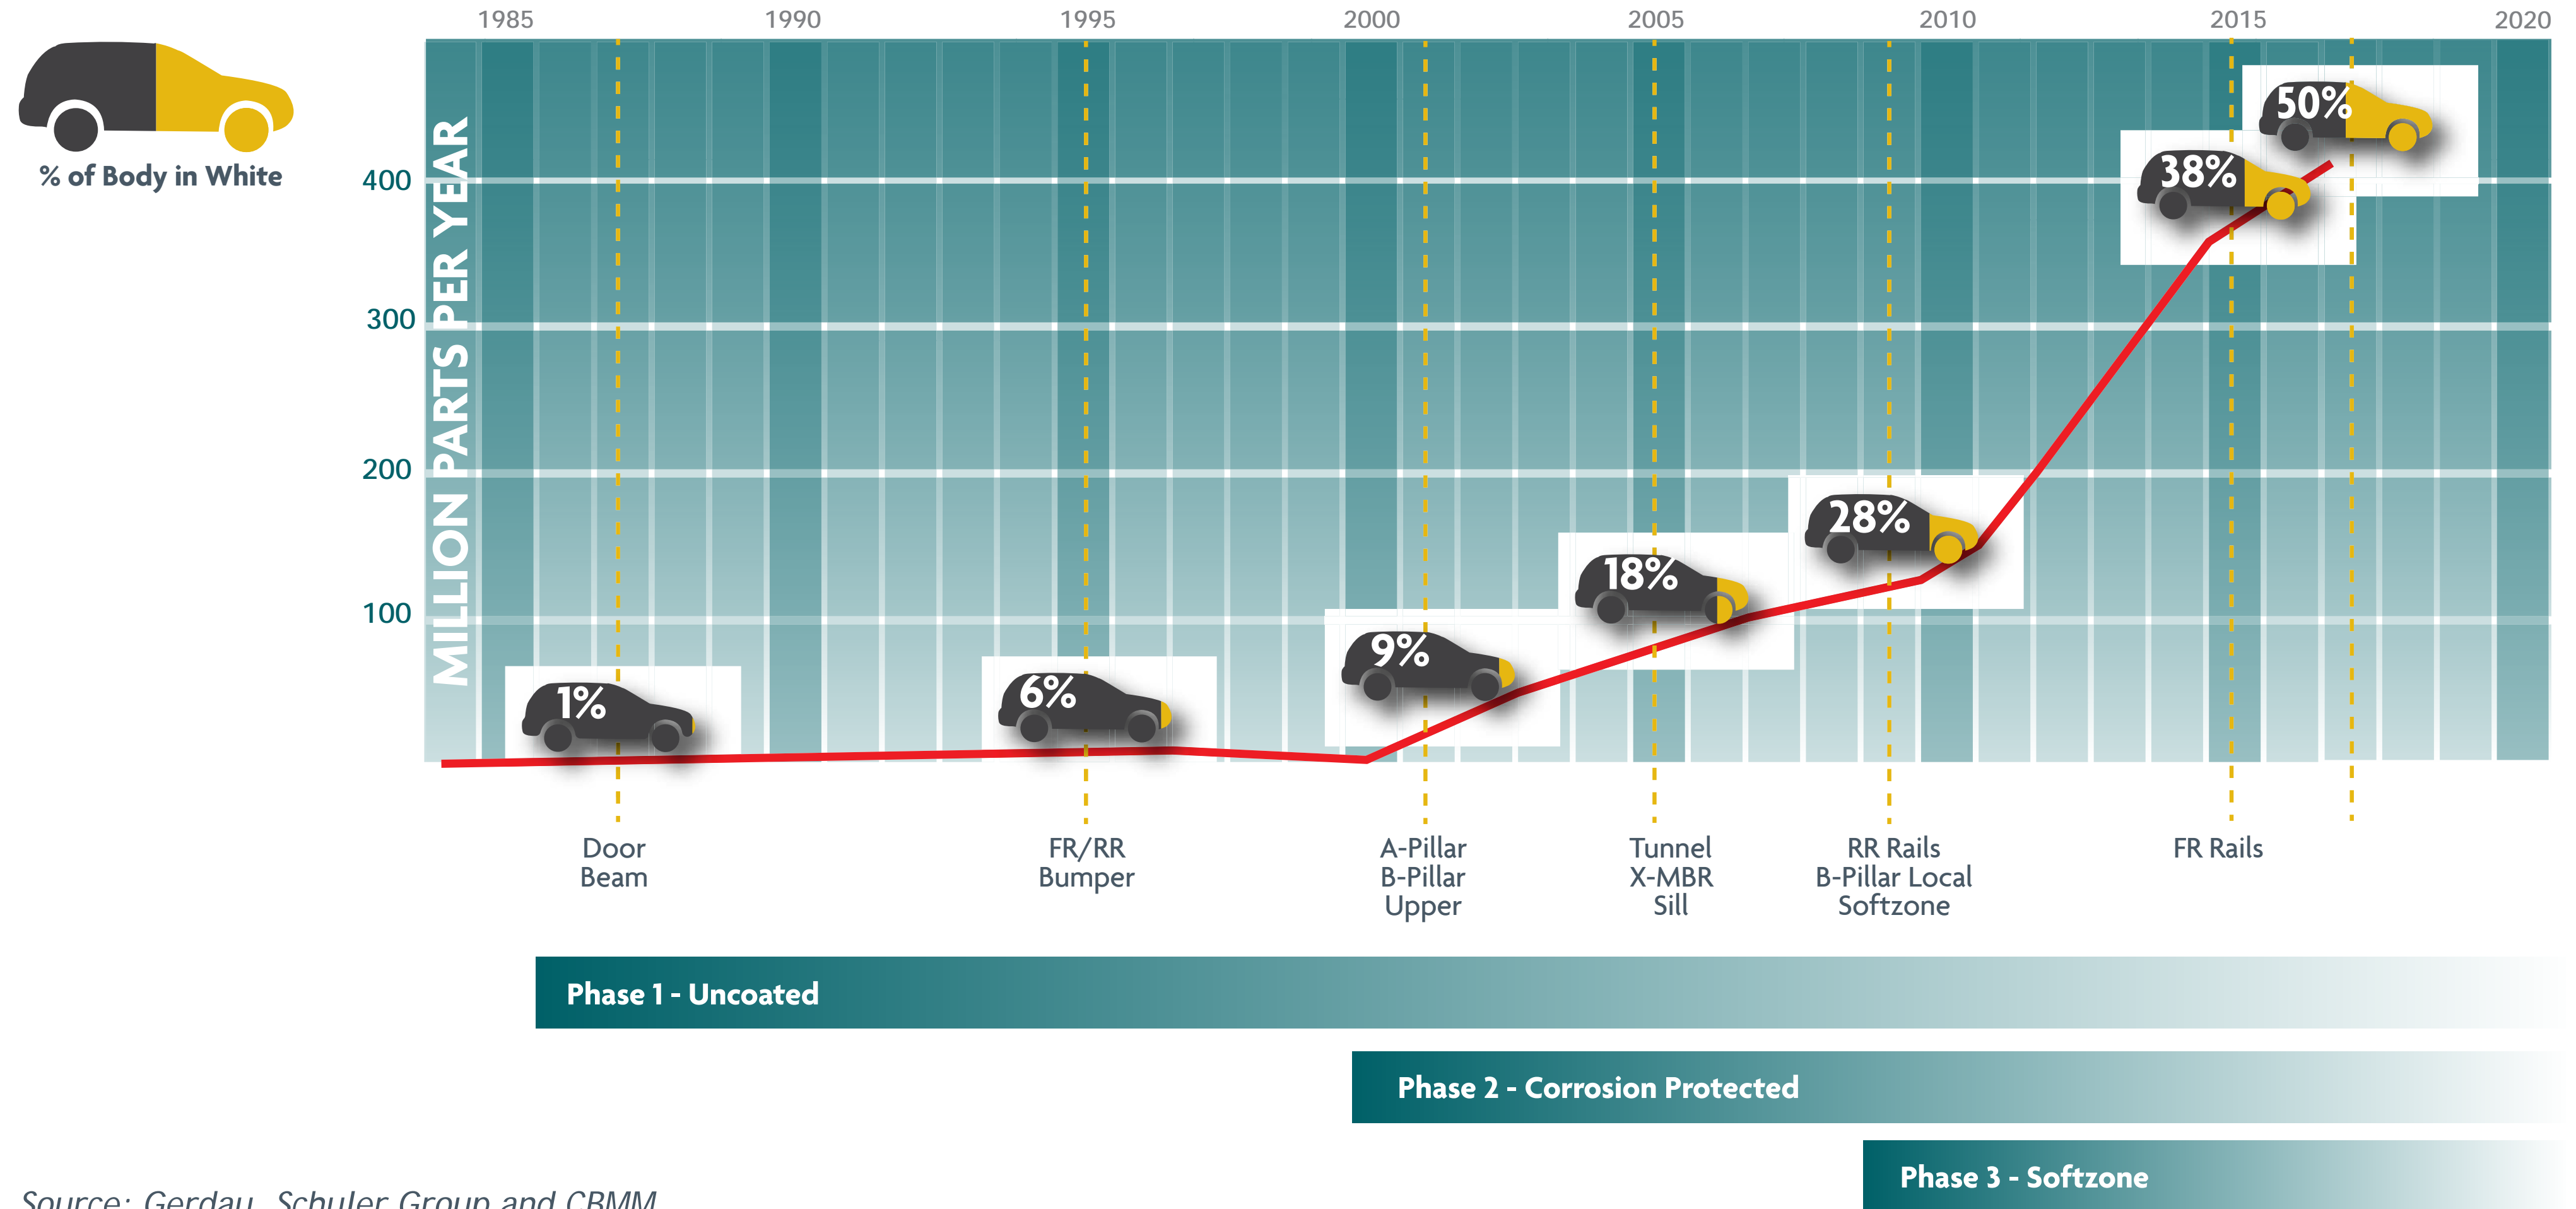 1985 1990 1995 2000 2005 2010 2015 2020
% of Body in White
MILLION PARTS PER YEAR
400
300
200
100
1%
6%
9%
18%
28%
38%
50%
Door
Beam
FR/RR
Bumper
A-Pillar
B-Pillar
Upper
Tunnel
X-MBR
Sill
RR Rails
B-Pillar Local
Softzone
FR Rails
Phase 1 - Uncoated
Phase 2 - Corrosion Protected
Phase 3 - Softzone
Source: Gerdau, Schuler Group and CBMM